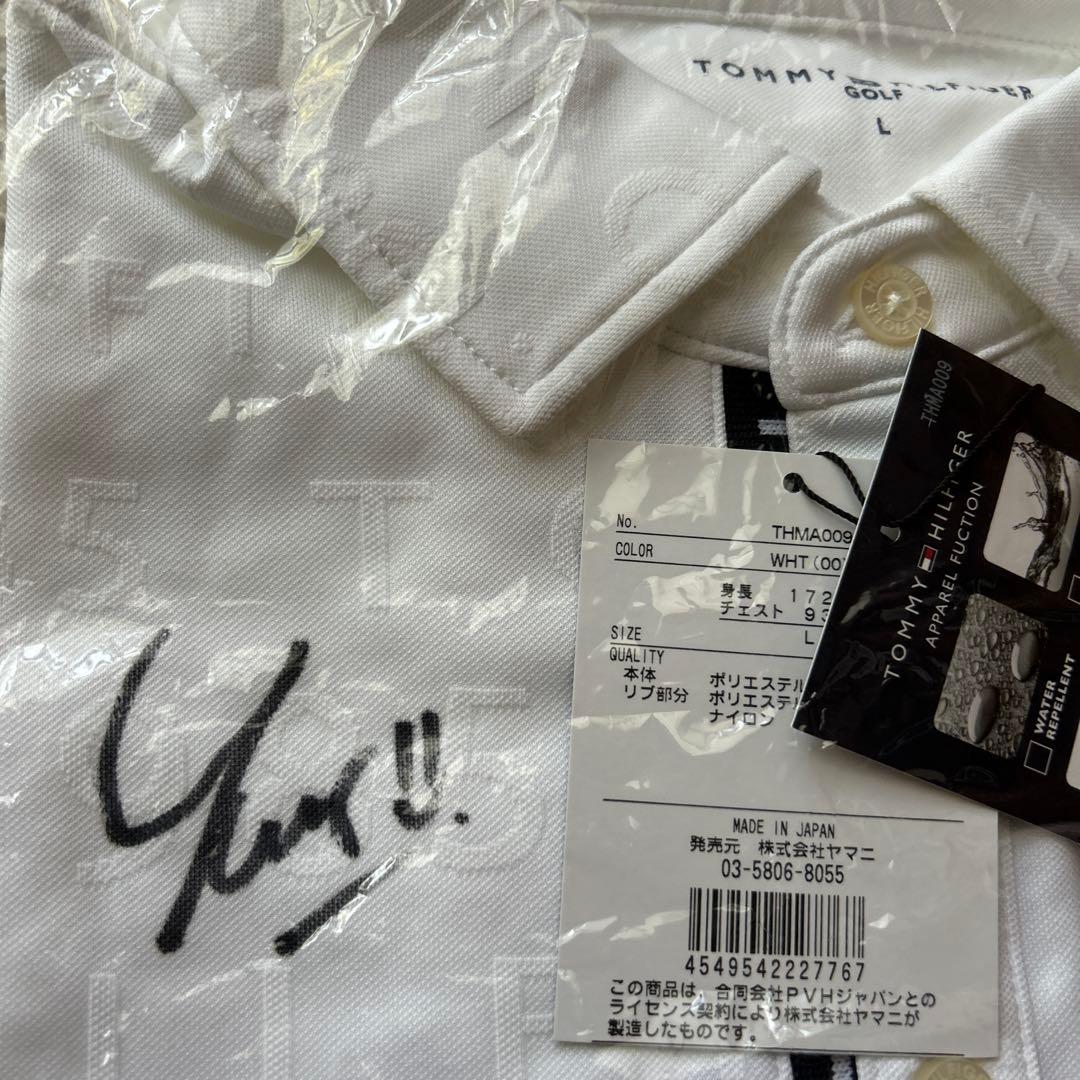 TOMMY HILFIGER
GOLF
L
HILFIGER HILFIGER
No. THMA009
COLOR WHT (00
身長 172
チェスト 93
SIZE L
QUALITY
本体 ポリエステル
リブ部分 ポリエステル
ナイロン
MADE IN JAPAN
発売元 株式会社ヤマニ
03-5806-8055
4549542227767
この商品は、合同会社PVHジャパンとの
ライセンス契約により株式会社ヤマニが
製造したものです。
THMA009
TOMMY HILFIGER
APPAREL FUCTION
WATER
REPELLENT